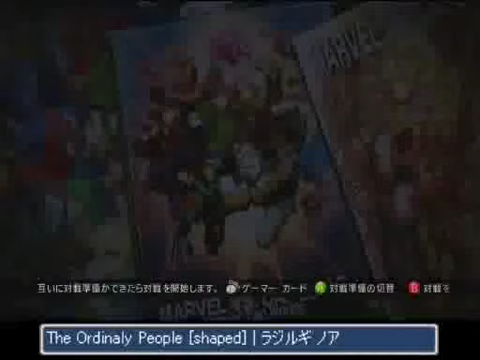 MARVEL
互いに対戦準備ができたら対戦を開始します。 ゲーマー カード A 対戦準備の切替 B 対戦を
MARVEL
The Ordinaly People [shaped] | ラジルギ ノア